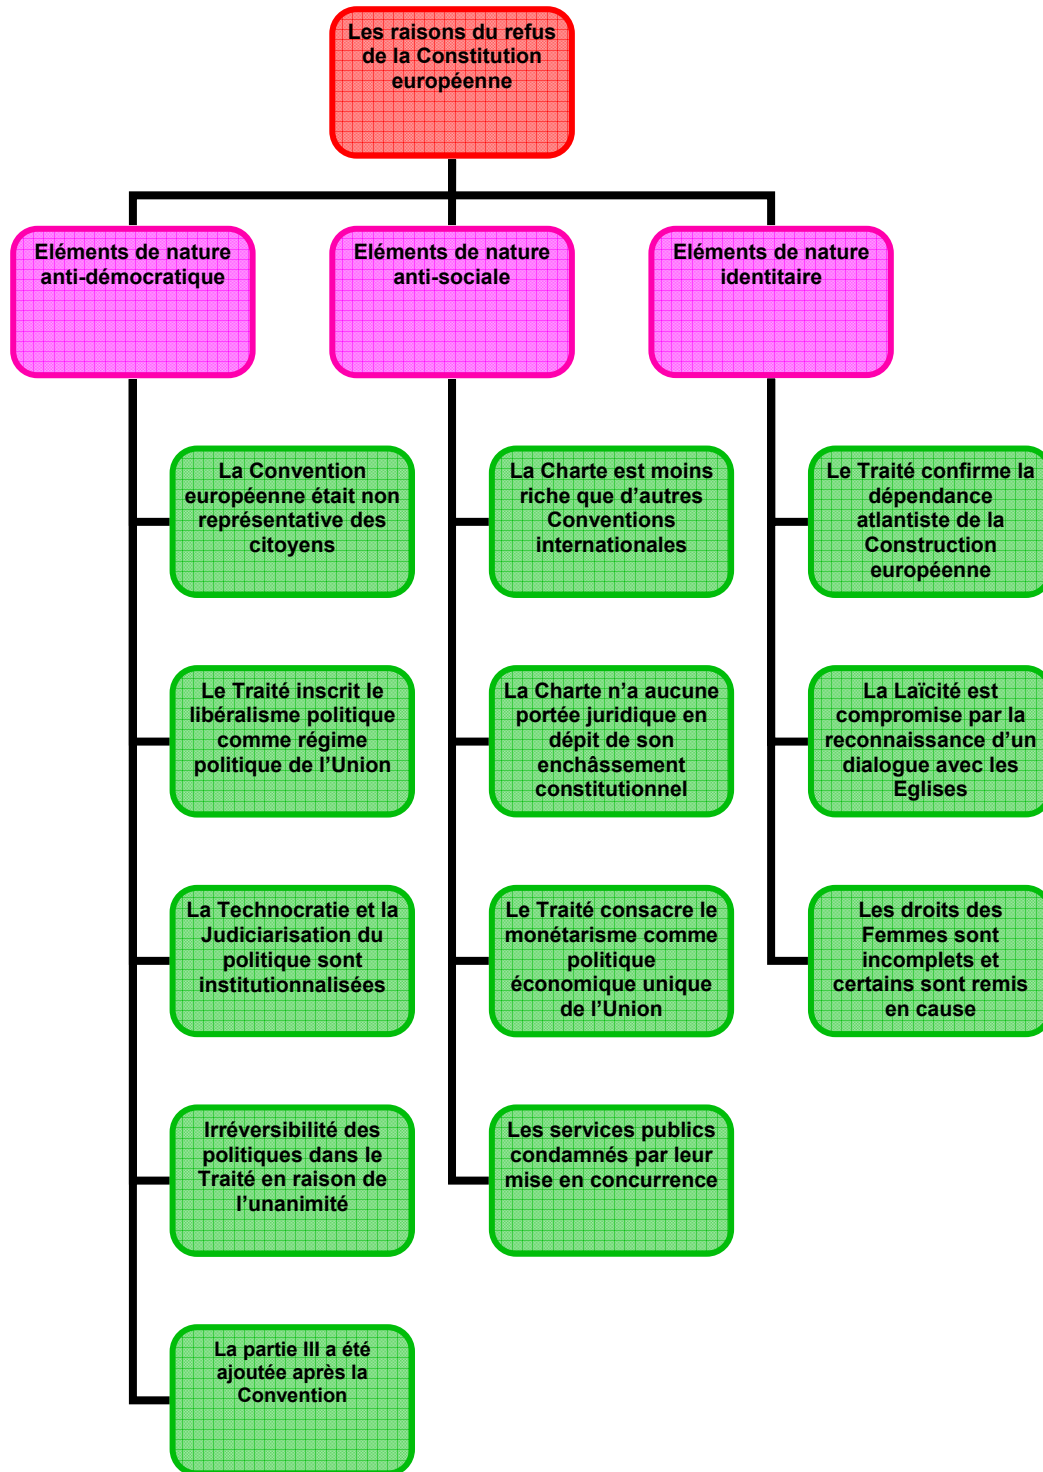 Les raisons du refus
de la Constitution
européenne
Eléments de nature
anti-démocratique
Eléments de nature
anti-sociale
Eléments de nature
identitaire
La Convention
européenne était non
représentative des
citoyens
La Charte est moins
riche que d’autres
Conventions
internationales
Le Traité confirme la
dépendance
atlantiste de la
Construction
européenne
Le Traité inscrit le
libéralisme politique
comme régime
politique de l’Union
La Charte n’a aucune
portée juridique en
dépit de son
enchâssement
constitutionnel
La Laïcité est
compromise par la
reconnaissance d’un
dialogue avec les
Eglises
La Technocratie et la
Judiciarisation du
politique sont
institutionnalisées
Le Traité consacre le
monétarisme comme
politique
économique unique
de l’Union
Les droits des
Femmes sont
incomplets et
certains sont remis
en cause
Irréversibilité des
politiques dans le
Traité en raison de
l’unanimité
Les services publics
condamnés par leur
mise en concurrence
La partie III a été
ajoutée après la
Convention